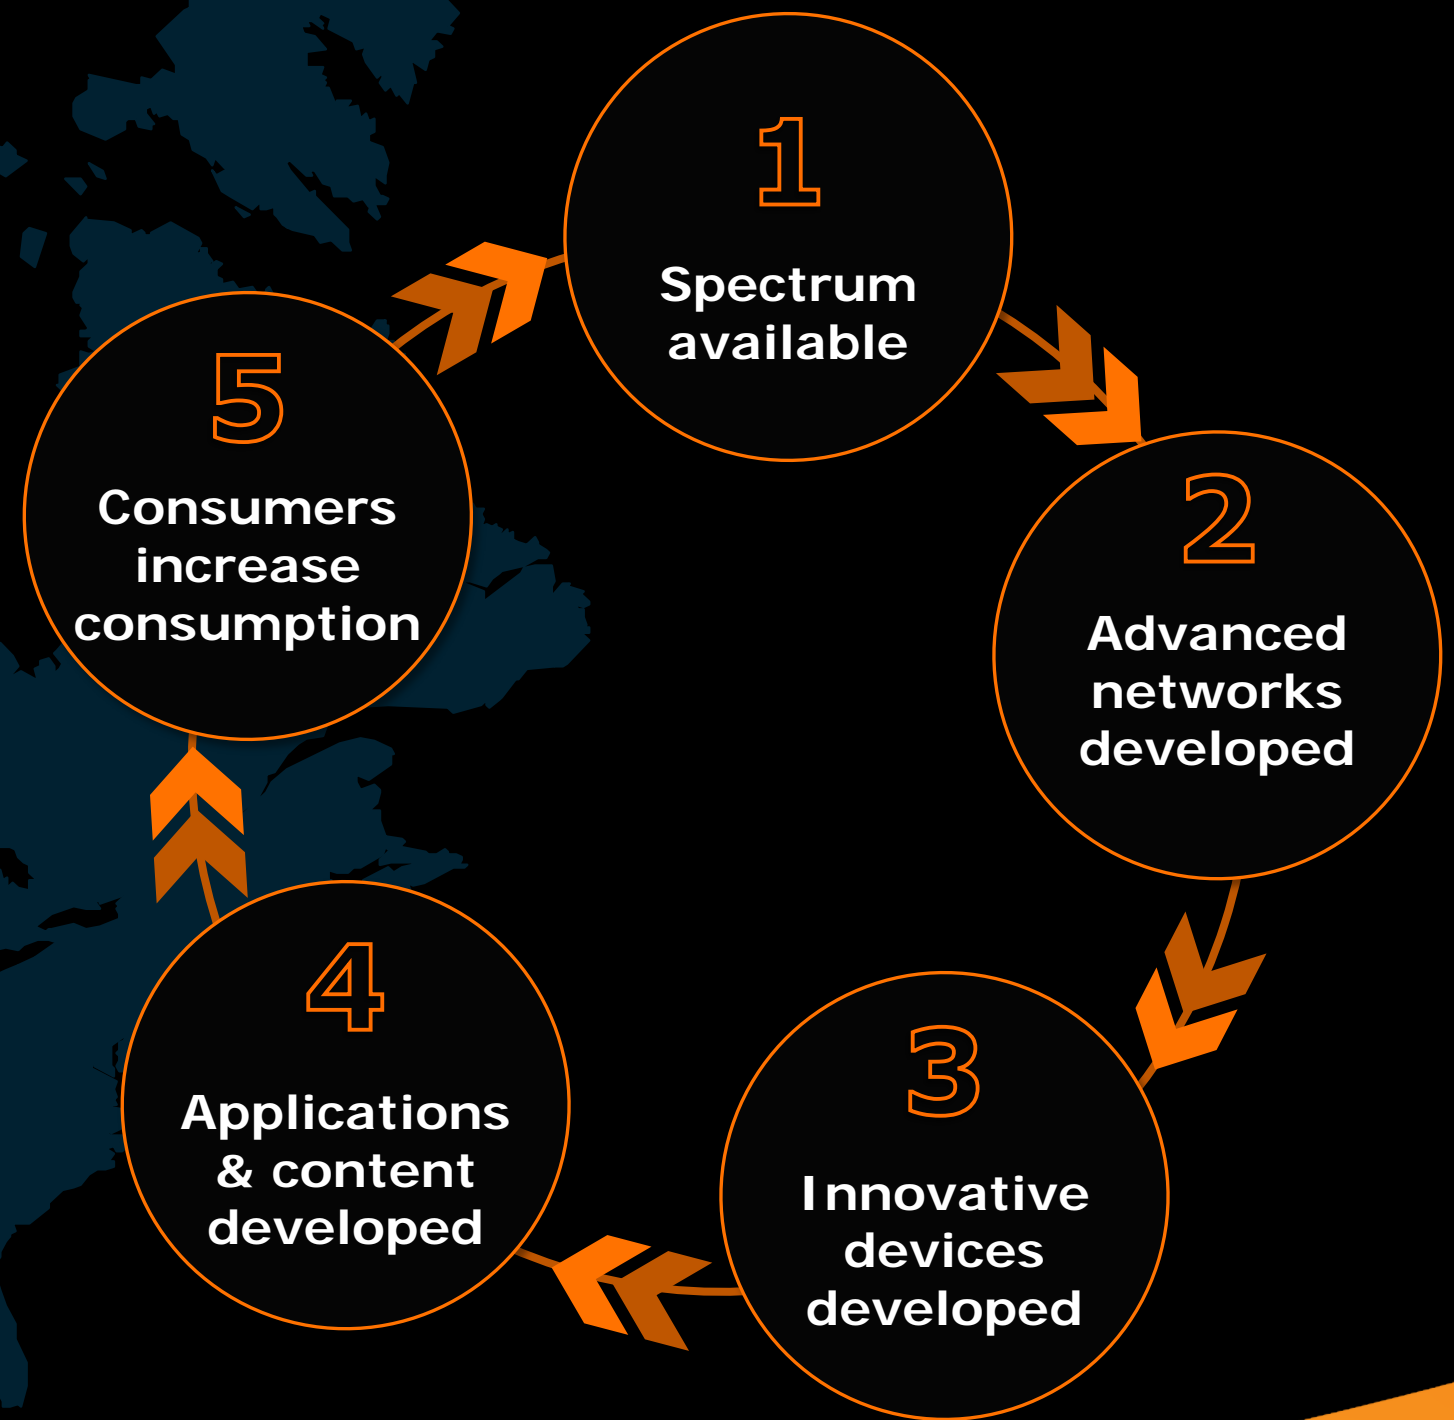 1
Spectrum
available
2
Advanced
networks
developed
3
Innovative
devices
developed
4
Applications
& content
developed
5
Consumers
increase
consumption